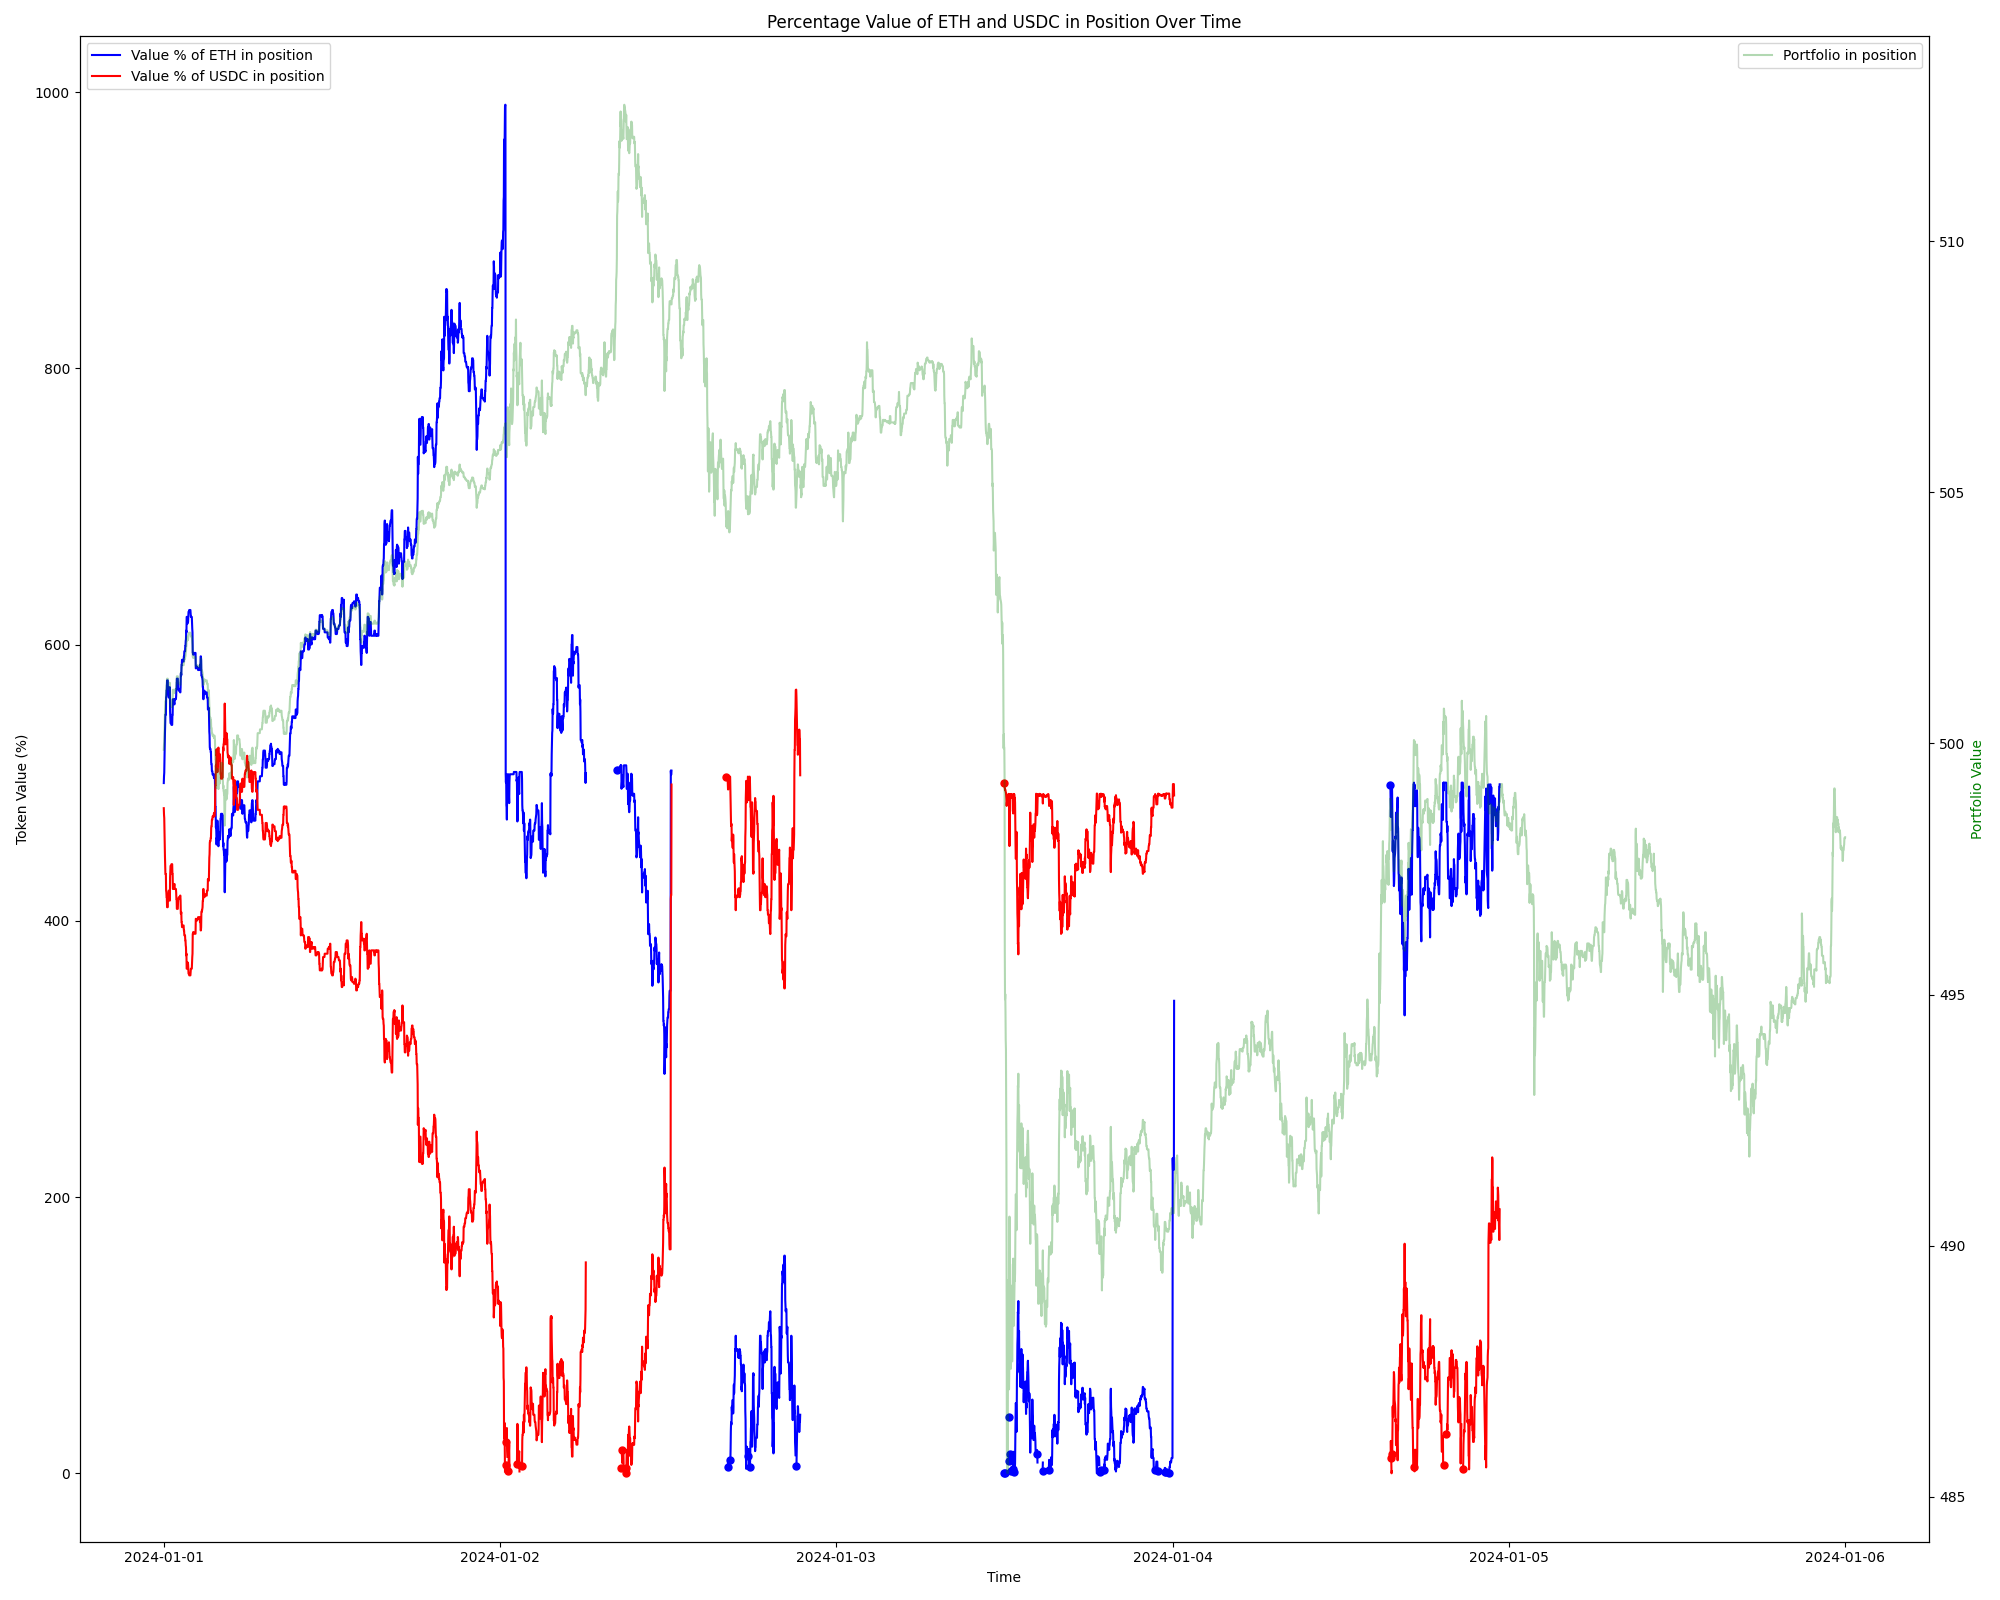 Percentage Value of ETH and USDC in Position Over Time
Value % of ETH in position
Value % of USDC in position
Portfolio in position
1000
800
600
400
200
0
Token Value (%)
510
505
500
495
490
485
Portfolio Value
2024-01-01
2024-01-02
2024-01-03
2024-01-04
2024-01-05
2024-01-06
Time